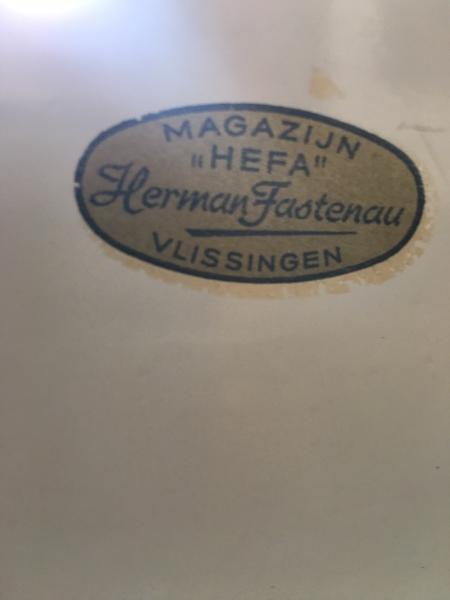 MAGAZIJN
„HEFA"
Herman Fastenau
VLISSINGEN